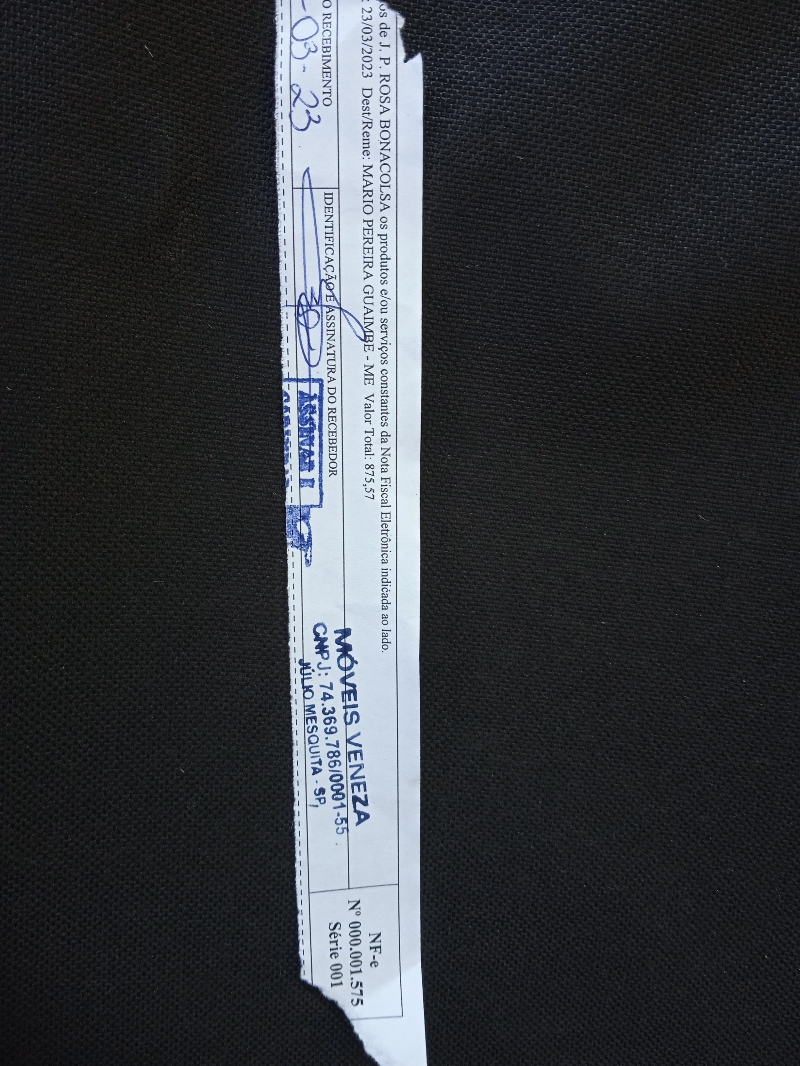 os de J. P. ROSA BONACOLSA os produtos e/ou serviços constantes da Nota Fiscal Eletrônica indicada ao lado.
: 23/03/2023 Dest/Reme: MARIO PEREIRA GUAIMBE - ME Valor Total: 875,57
O RECEBIMENTO
-03-23
IDENTIFICAÇÃO E ASSINATURA DO RECEBEDOR
ASSINAR E
MÓVEIS VENEZA
CNPJ: 74.369.786/0001-55
JÚLIO MESQUITA - SP
NF-e
Nº 000.001.575
Série 001